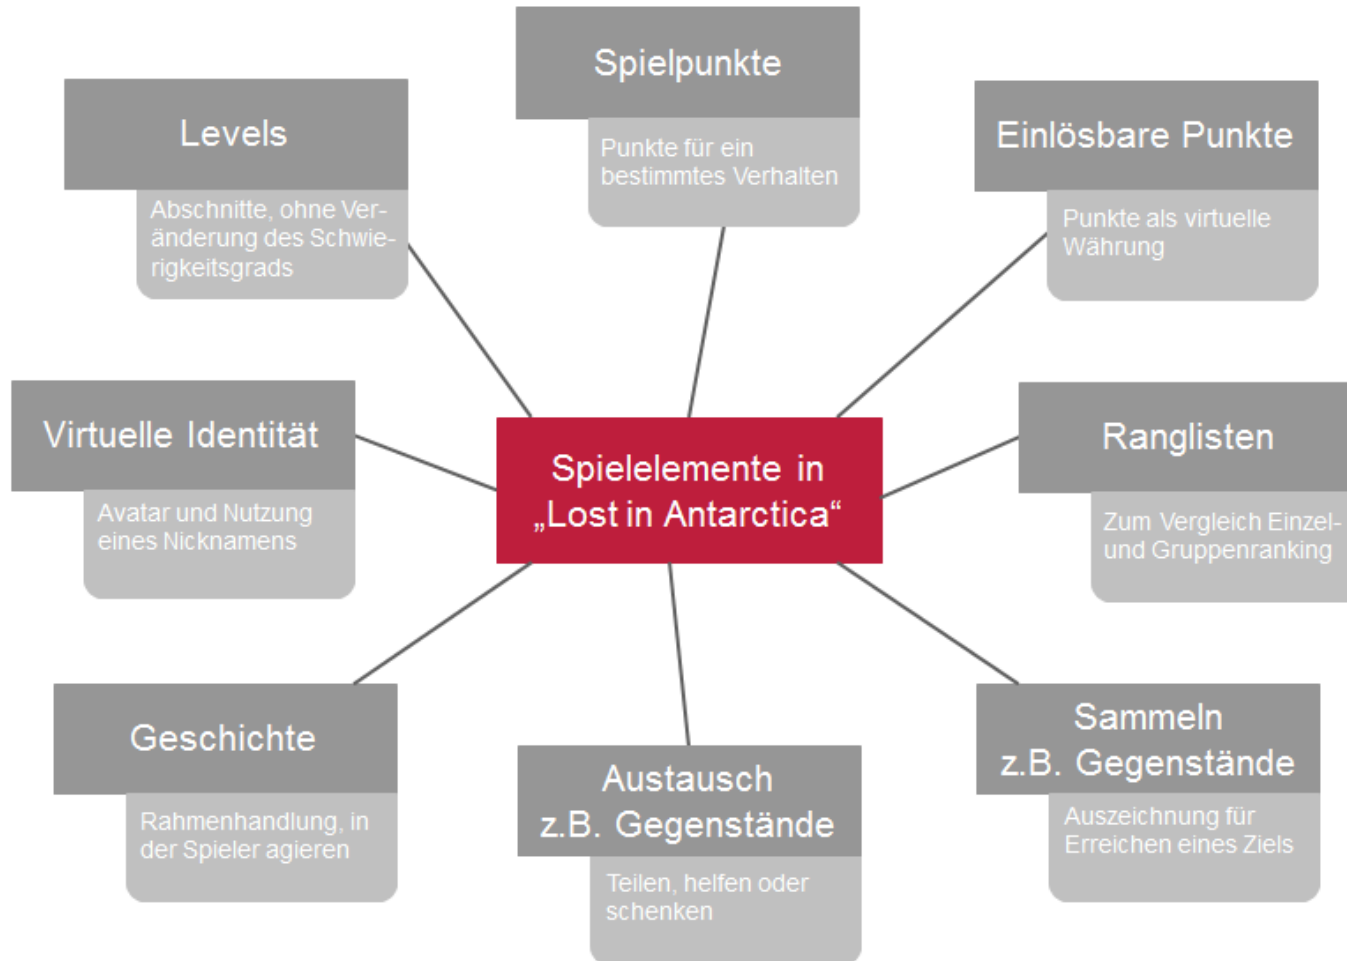 Spielpunkte
Punkte für ein
bestimmtes Verhalten
Levels
Abschnitte, ohne Ver-
änderung des Schwie-
rigkeitsgrads
Einlösbare Punkte
Punkte als virtuelle
Währung
Virtuelle Identität
Avatar und Nutzung
eines Nicknamens
Spielelemente in
„Lost in Antarctica“
Ranglisten
Zum Vergleich Einzel-
und Gruppenranking
Geschichte
Rahmenhandlung, in
der Spieler agieren
Austausch
z.B. Gegenstände
Teilen, helfen oder
schenken
Sammeln
z.B. Gegenstände
Auszeichnung für
Erreichen eines Ziels